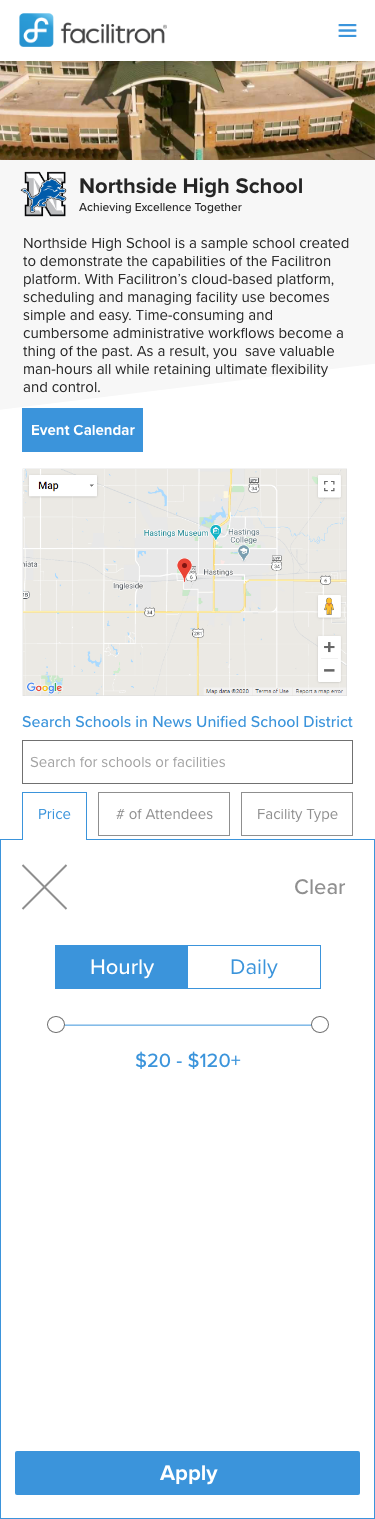 facilitron
Northside High School
Achieving Excellence Together
Northside High School is a sample school created
to demonstrate the capabilities of the Facilitron
platform. With Facilitron’s cloud-based platform,
scheduling and managing facility use becomes
simple and easy. Time-consuming and
cumbersome administrative workflows become a
thing of the past. As a result, you  save valuable
man-hours all while retaining ultimate flexibility
and control.
Event Calendar
Map
34
Hastings Museum
Hastings
College
34
niata
6
Hastings
6
Ingleside
34
281
+
−
Google
Map data ©2020 Terms of Use Report a map error
Search Schools in News Unified School District
Search for schools or facilities
Price
# of Attendees
Facility Type
Clear
Hourly
Daily
$20 - $120+
Apply